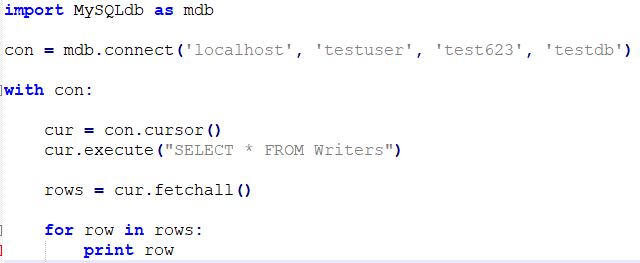 import MySQLdb as mdb
con = mdb.connect('localhost', 'testuser', 'test623', 'testdb')
with con:
    cur = con.cursor()
    cur.execute("SELECT * FROM Writers")
    rows = cur.fetchall()
    for row in rows:
        print row